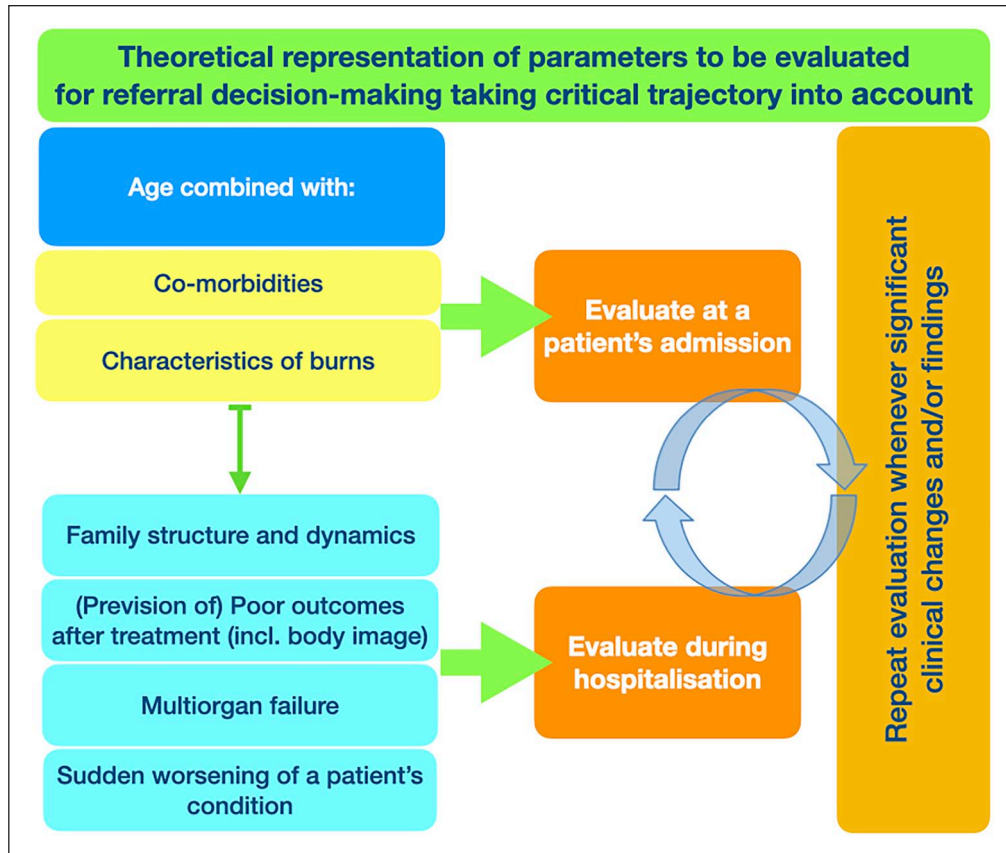 Theoretical representation of parameters to be evaluated
for referral decision-making taking critical trajectory into account
Age combined with:
Co-morbidities
Characteristics of burns
Evaluate at a
patient's admission
Family structure and dynamics
(Prevision of) Poor outcomes
after treatment (incl. body image)
Multiorgan failure
Sudden worsening of a patient's
condition
Evaluate during
hospitalisation
Repeat evaluation whenever significant
clinical changes and/or findings